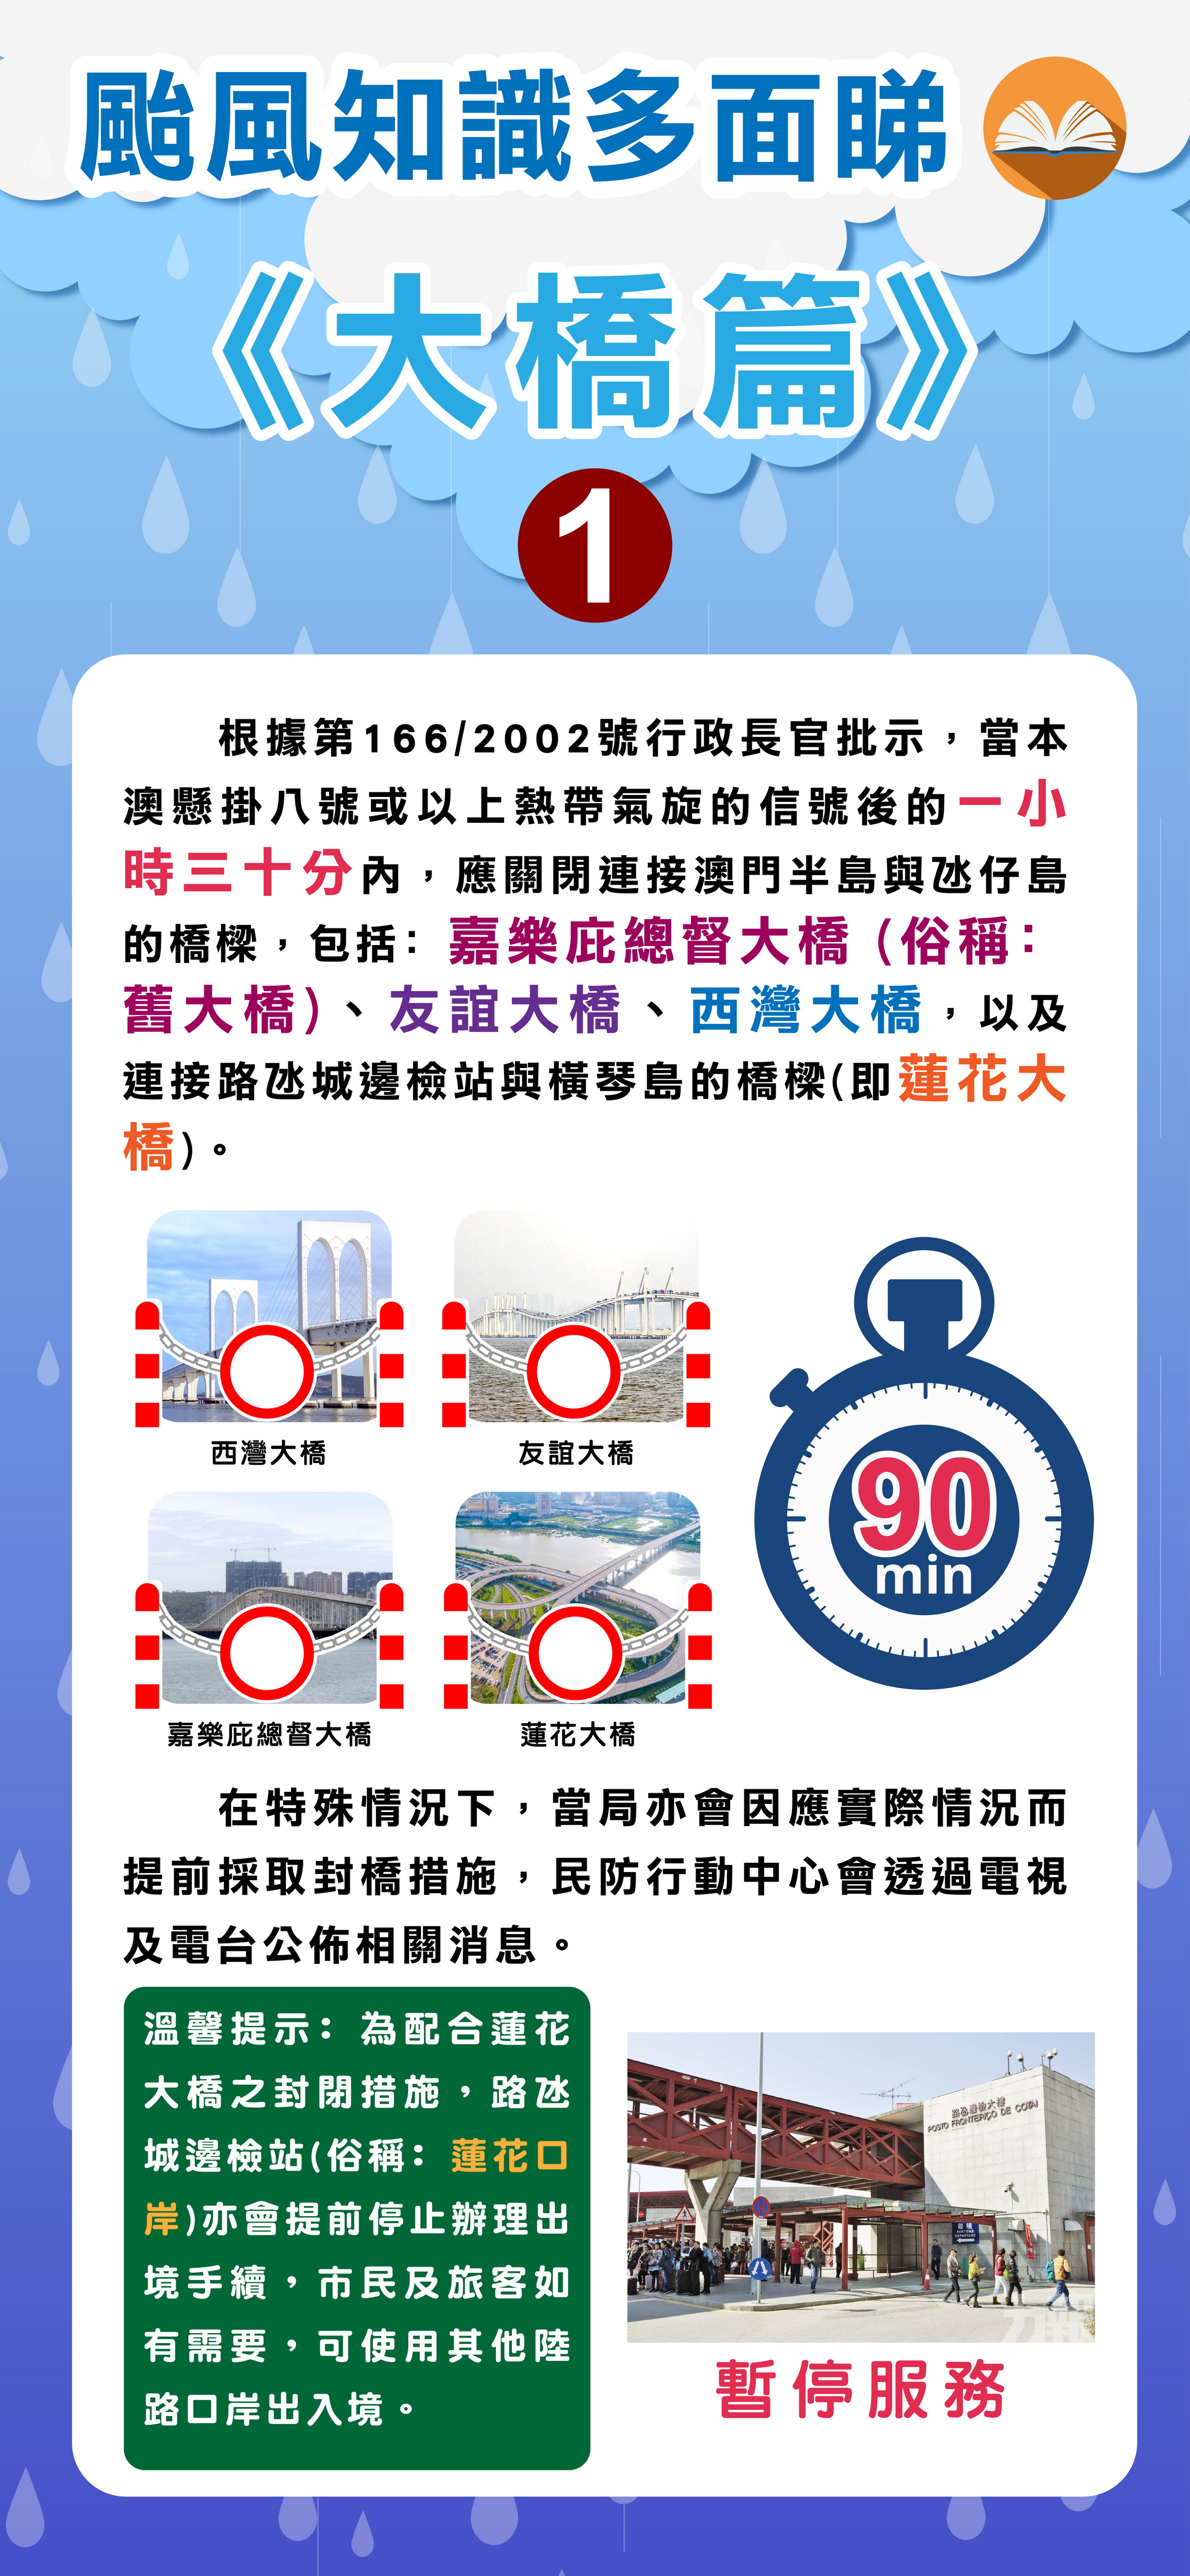 颱風知識多面睇
《大橋篇》
1
根據第166/2002號行政長官批示，當本
澳懸掛八號或以上熱帶氣旋的信號後的一小
時三十分內，應關閉連接澳門半島與氹仔島
的橋樑，包括：嘉樂庇總督大橋(俗稱：
舊大橋)、友誼大橋、西灣大橋，以及
連接路氹城邊檢站與橫琴島的橋樑(即蓮花大
橋)。
西灣大橋
友誼大橋
90
min
嘉樂庇總督大橋
蓮花大橋
在特殊情況下，當局亦會因應實際情況而
提前採取封橋措施，民防行動中心會透過電視
及電台公佈相關消息。
溫馨提示：為配合蓮花
大橋之封閉措施，路氹
城邊檢站(俗稱：蓮花口
岸)亦會提前停止辦理出
境手續，市民及旅客如
有需要，可使用其他陸
路口岸出入境。
路氹邊檢大樓
POSTO FRONTEIRIÇO DE COTAI
暫停服務